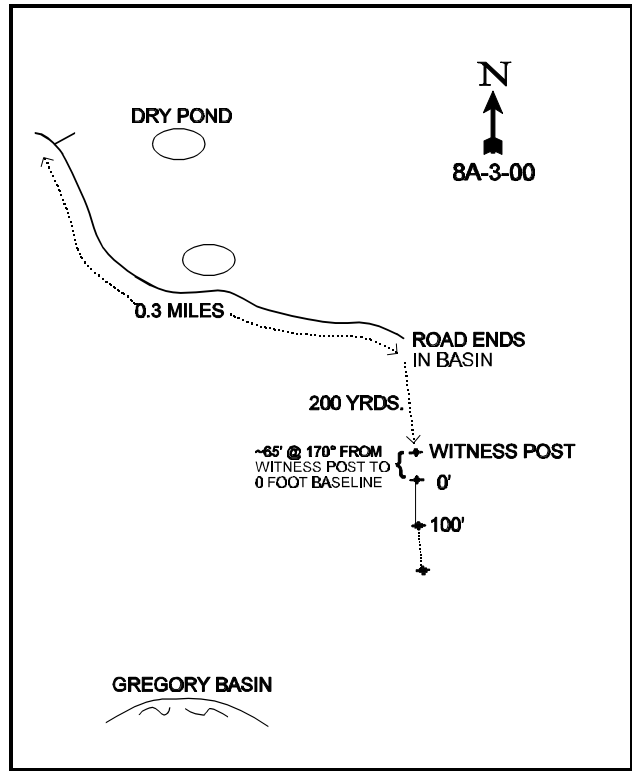 N
DRY POND
8A-3-00
0.3 MILES
ROAD ENDS
IN BASIN
200 YRDS.
~65' @ 170° FROM
WITNESS POST TO
0 FOOT BASELINE
WITNESS POST
0'
100'
GREGORY BASIN